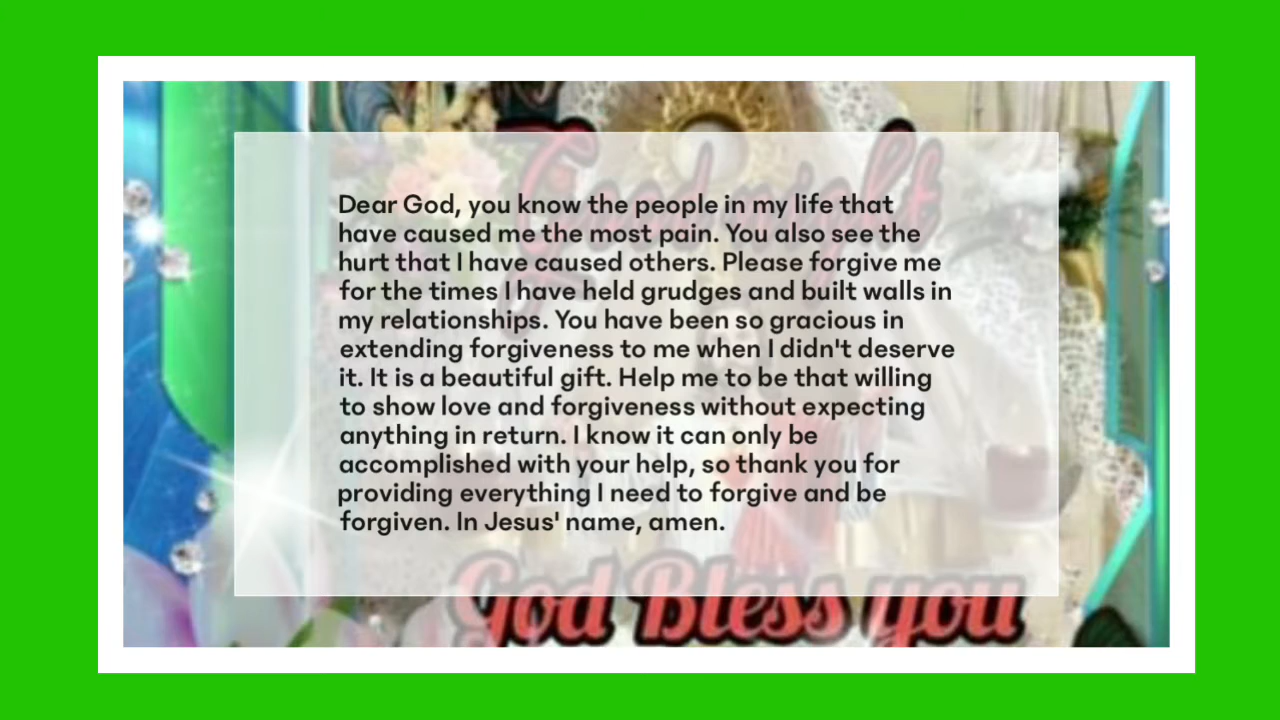 Good night
Dear God, you know the people in my life that
have caused me the most pain. You also see the
hurt that I have caused others. Please forgive me
for the times I have held grudges and built walls in
my relationships. You have been so gracious in
extending forgiveness to me when I didn't deserve
it. It is a beautiful gift. Help me to be that willing
to show love and forgiveness without expecting
anything in return. I know it can only be
accomplished with your help, so thank you for
providing everything I need to forgive and be
forgiven. In Jesus' name, amen.
God Bless you